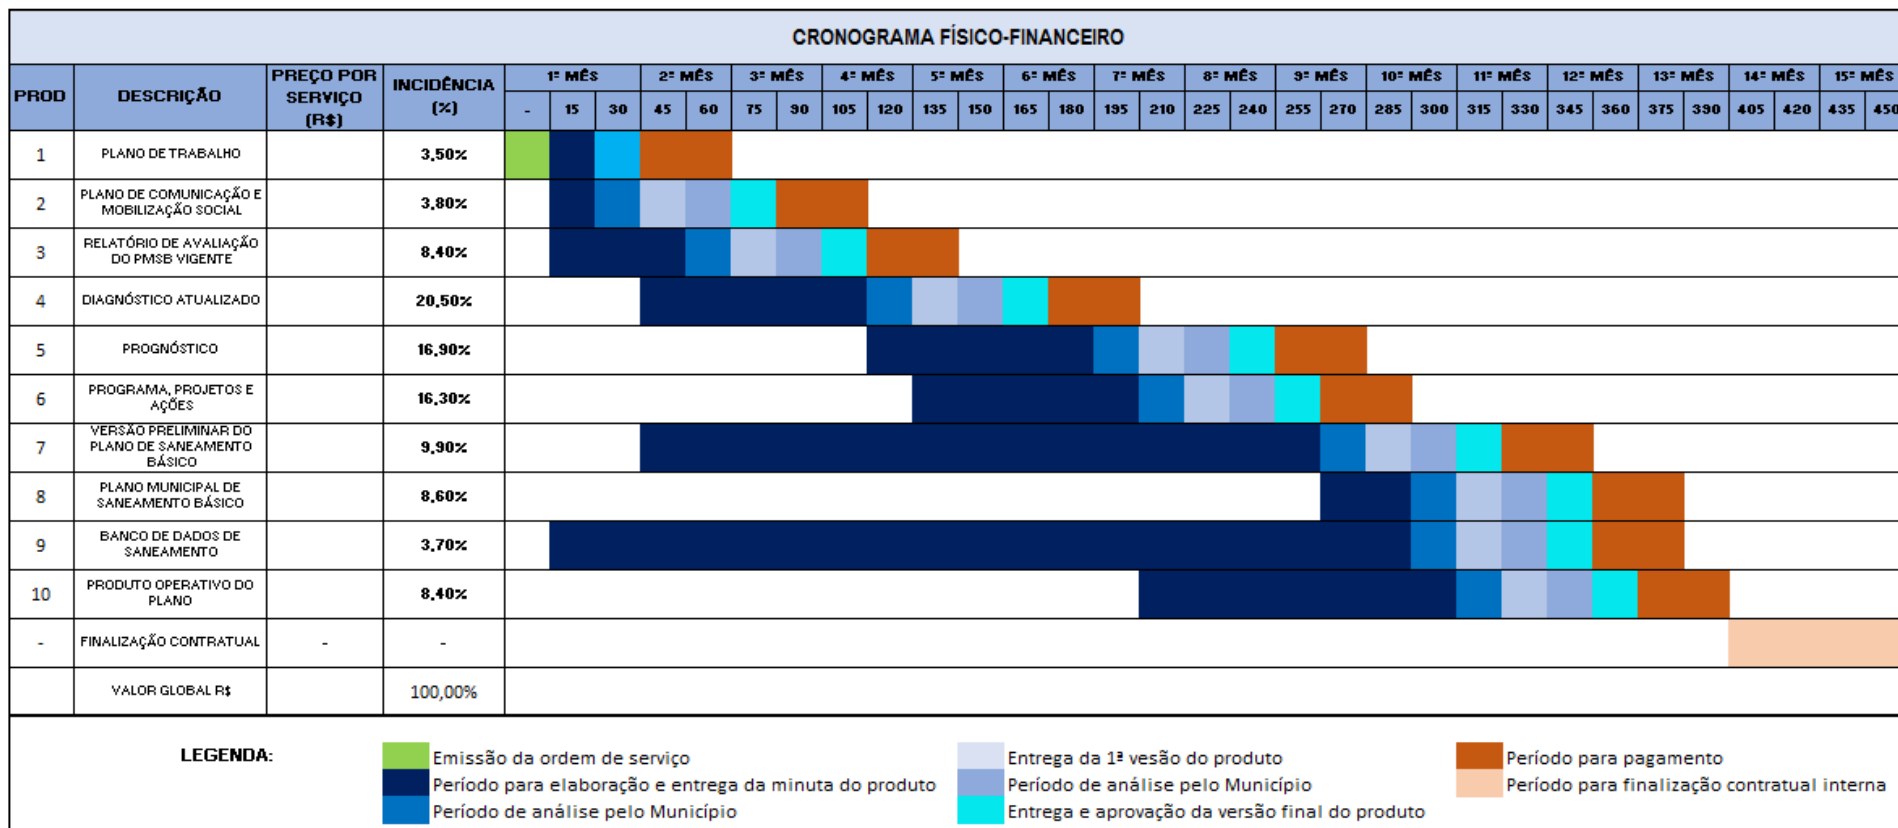 CRONOGRAMA FÍSICO-FINANCEIRO
PROD DESCRIÇÃO PREÇO POR SERVIÇO (R$) INCIDÊNCIA (%) 1º MÊS 2º MÊS 3º MÊS 4º MÊS 5º MÊS 6º MÊS 7º MÊS 8º MÊS 9º MÊS 10º MÊS 11º MÊS 12º MÊS 13º MÊS 14º MÊS 15º MÊS
- 15 30 45 60 75 90 105 120 135 150 165 180 195 210 225 240 255 270 285 300 315 330 345 360 375 390 405 420 435 450
1 PLANO DE TRABALHO 3,50%
2 PLANO DE COMUNICAÇÃO E MOBILIZAÇÃO SOCIAL 3,80%
3 RELATÓRIO DE AVALIAÇÃO DO PMSB VIGENTE 8,40%
4 DIAGNÓSTICO ATUALIZADO 20,50%
5 PROGNÓSTICO 16,90%
6 PROGRAMA, PROJETOS E AÇÕES 16,30%
7 VERSÃO PRELIMINAR DO PLANO DE SANEAMENTO BÁSICO 9,90%
8 PLANO MUNICIPAL DE SANEAMENTO BÁSICO 8,60%
9 BANCO DE DADOS DE SANEAMENTO 3,70%
10 PRODUTO OPERATIVO DO PLANO 8,40%
- FINALIZAÇÃO CONTRATUAL - -
VALOR GLOBAL R$ 100,00%
LEGENDA:
Emissão da ordem de serviço
Período para elaboração e entrega da minuta do produto
Período de análise pelo Município
Entrega da 1ª vesão do produto
Período de análise pelo Município
Entrega e aprovação da versão final do produto
Período para pagamento
Período para finalização contratual interna